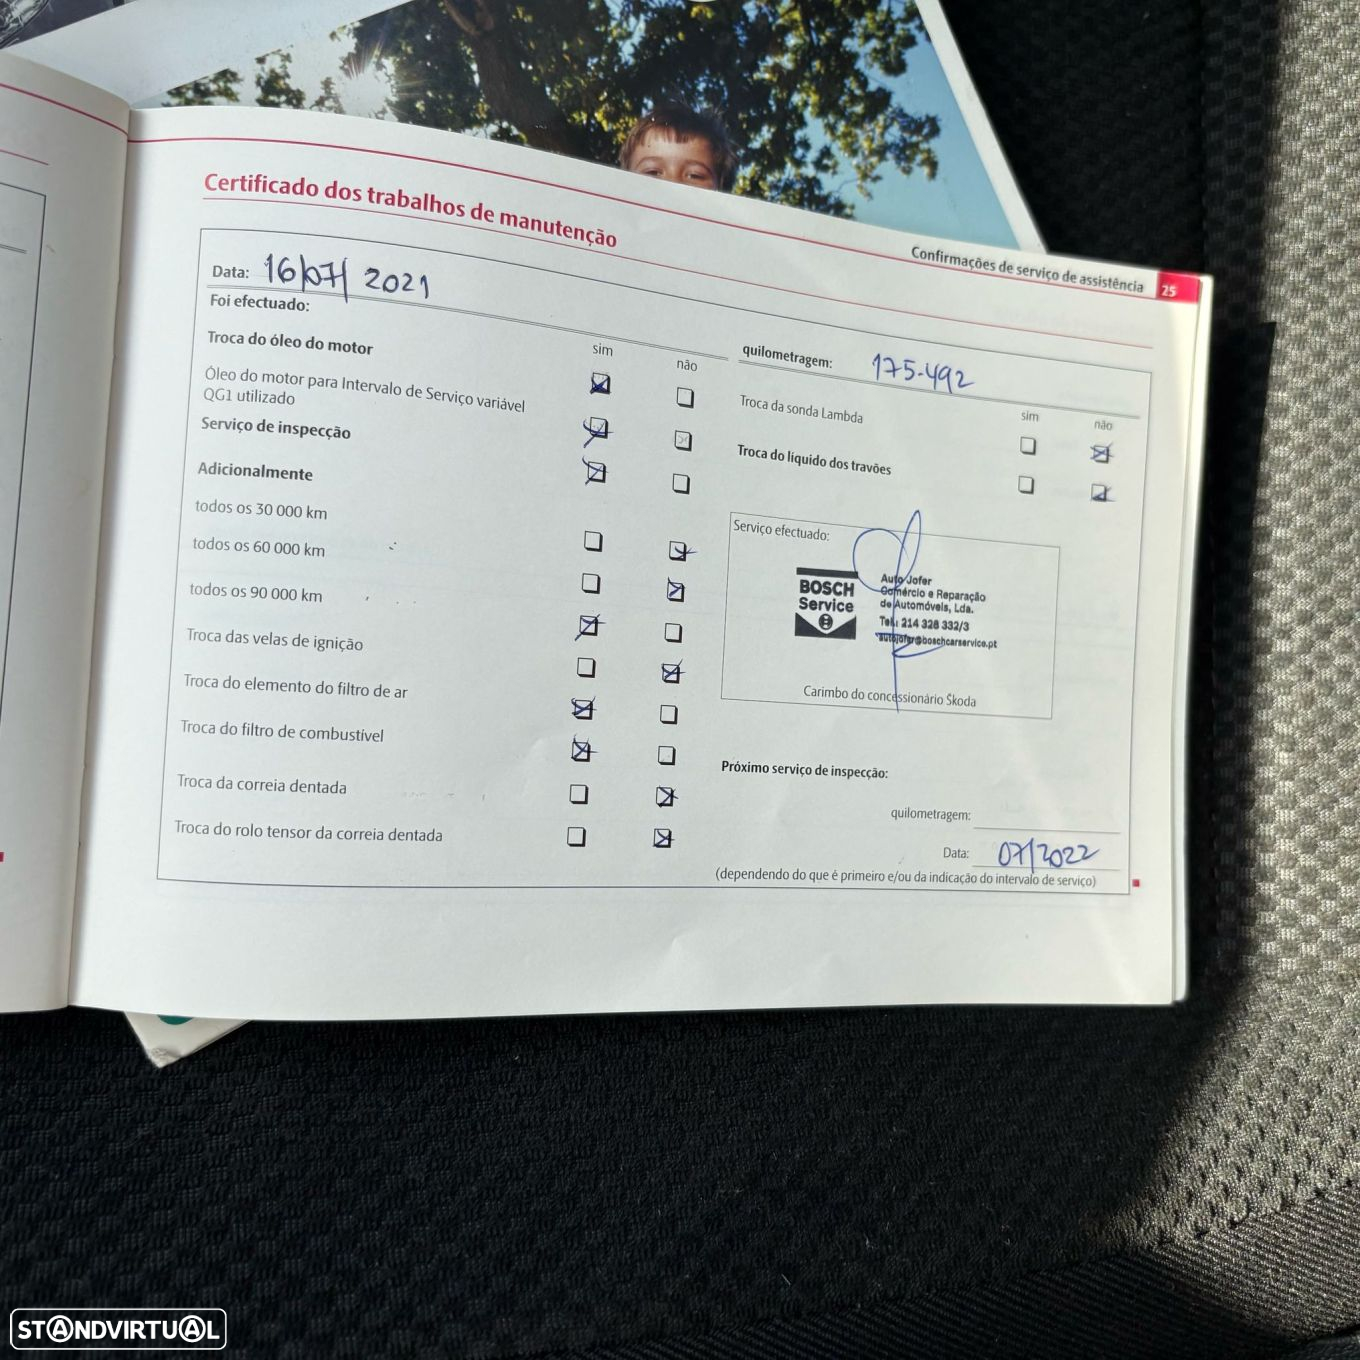 Confirmações de serviço de assistência
25
Certificado dos trabalhos de manutenção
Data: 16/07/2021
quilometragem: 175.492
Foi efectuado:
sim não
Troca do óleo do motor
Óleo do motor para Intervalo de Serviço variável
QG1 utilizado
Serviço de inspecção
Adicionalmente
todos os 30 000 km
todos os 60 000 km
todos os 90 000 km
Troca das velas de ignição
Troca do elemento do filtro de ar
Troca do filtro de combustível
Troca da correia dentada
Troca do rolo tensor da correia dentada
sim não
Troca da sonda Lambda
Troca do líquido dos travões
Serviço efectuado:
BOSCH
Service
Auto Jofer
Comércio e Reparação
de Automóveis, Lda.
Tel.: 214 328 332/3
autojofer@boschcarservice.pt
Carimbo do concessionário Škoda
Próximo serviço de inspecção:
quilometragem:
Data: 07/2022
(dependendo do que é primeiro e/ou da indicação do intervalo de serviço)
STANDVIRTUAL